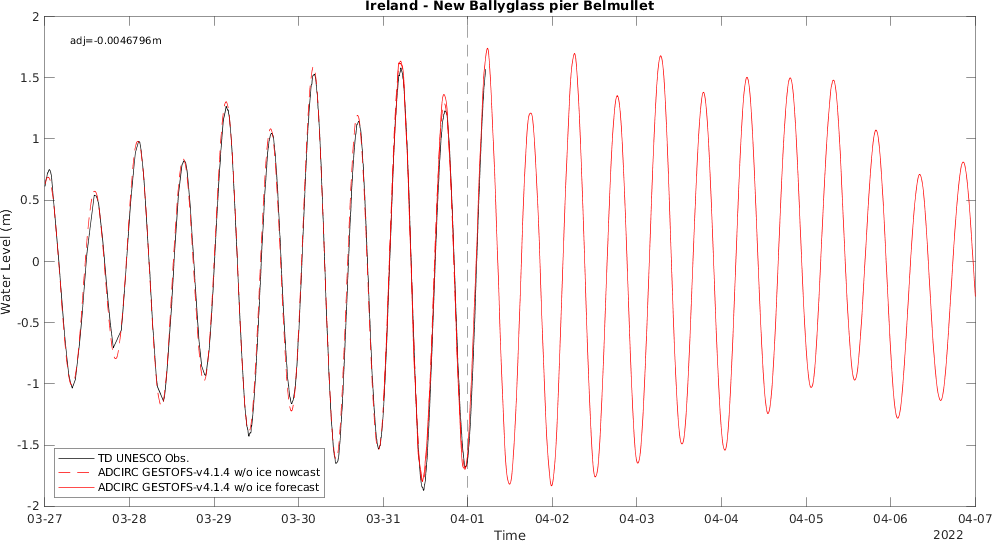 Ireland - New Ballyglass pier Belmullet
adj=-0.0046796m
2
1.5
1
0.5
0
-0.5
-1
-1.5
-2
Water Level (m)
TD UNESCO Obs.
ADCIRC GESTOFS-v4.1.4 w/o ice nowcast
ADCIRC GESTOFS-v4.1.4 w/o ice forecast
03-27 03-28 03-29 03-30 03-31 04-01 04-02 04-03 04-04 04-05 04-06 04-07
Time
2022